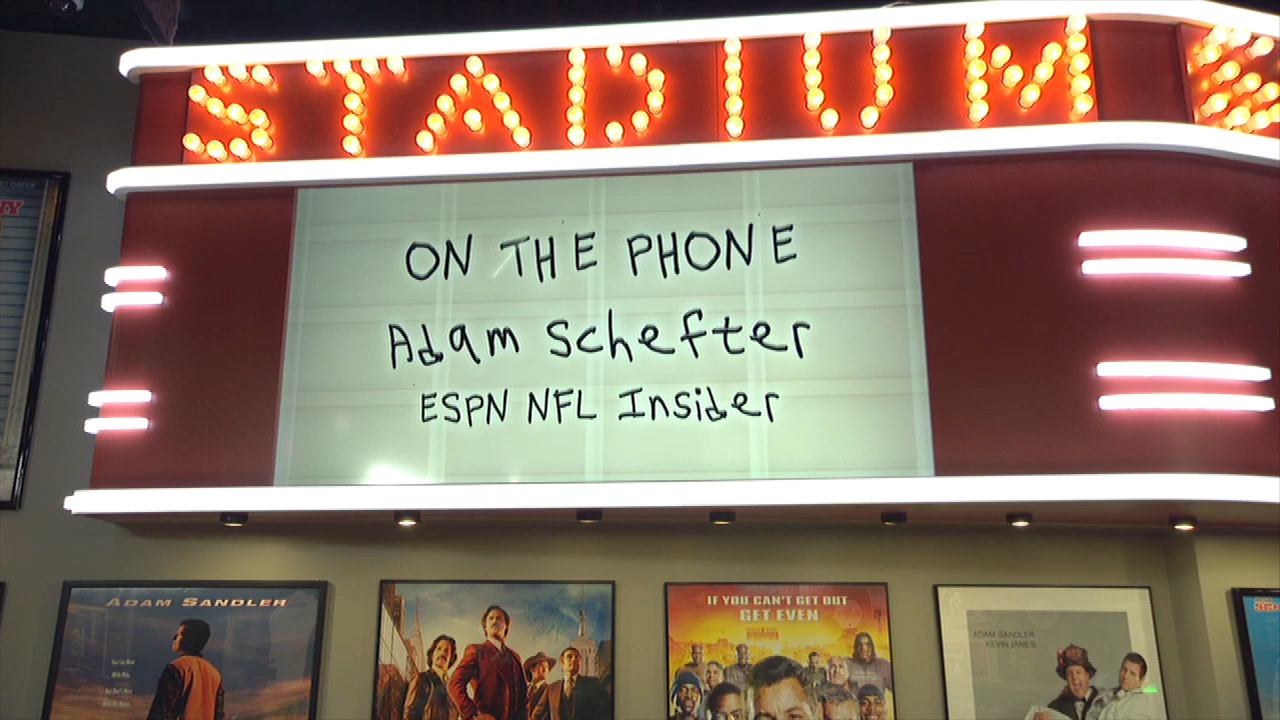 STADIUM
ON THE PHONE
Adam Schefter
ESPN NFL Insider
ADAM SANDLER
IF YOU CAN'T GET OUT
GET EVEN
ADAM SANDLER
KEVIN JAMES